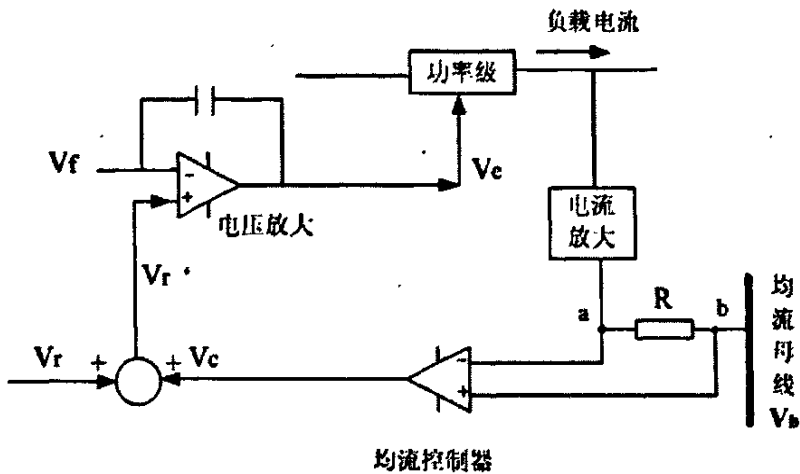 负载电流
功率级
Vf
-
+
电压放大
Ve
电流
放大
Vr
a
R
b
均流母线
Vb
Vr
+
+
Vc
-
+
均流控制器